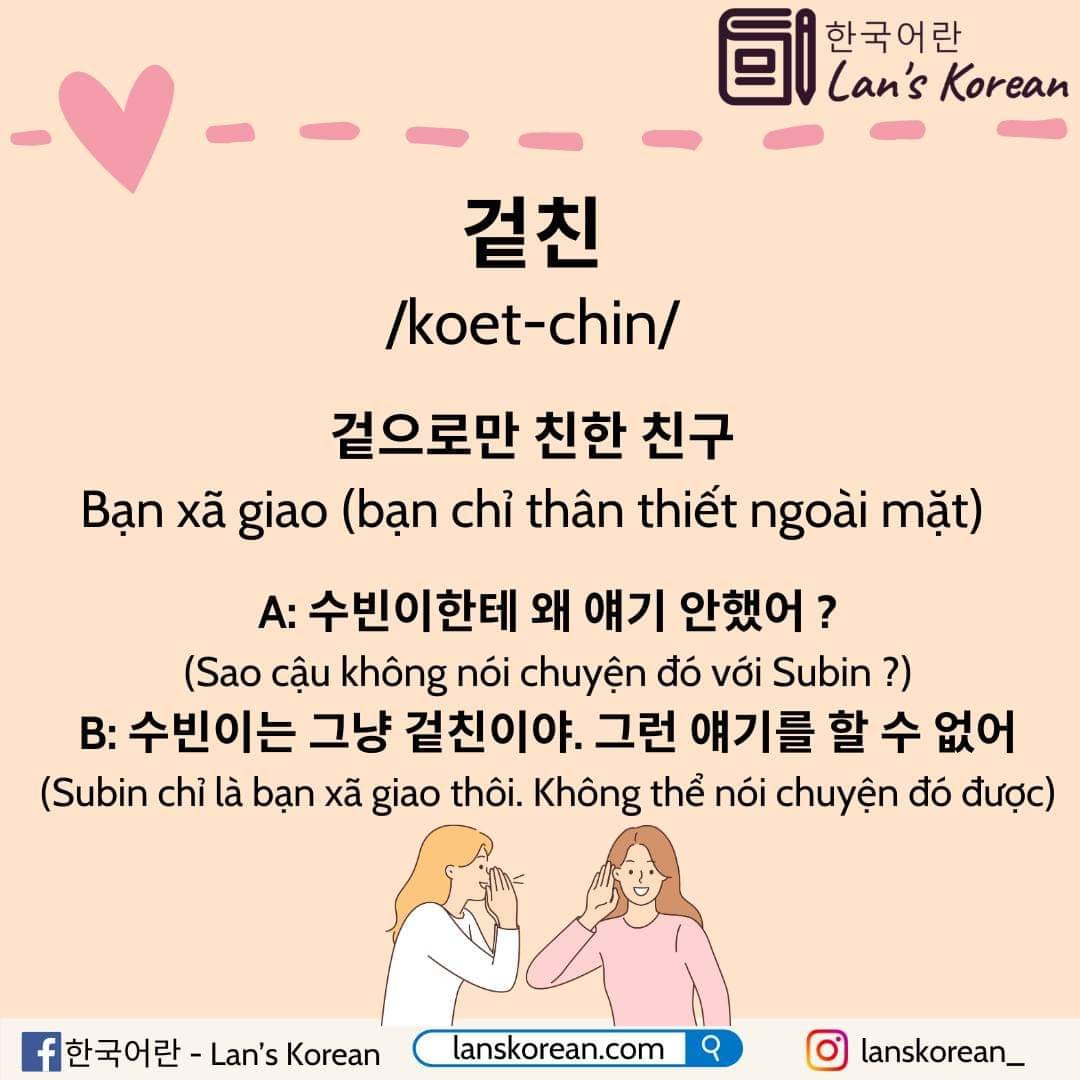 한국어란
Lan's Korean
겉친
/koet-chin/
겉으로만 친한 친구
Bạn xã giao (bạn chỉ thân thiết ngoài mặt)
A: 수빈이한테 왜 얘기 안했어 ?
(Sao cậu không nói chuyện đó với Subin ?)
B: 수빈이는 그냥 겉친이야. 그런 얘기를 할 수 없어
(Subin chỉ là bạn xã giao thôi. Không thể nói chuyện đó được)
한국어란 - Lan's Korean
lanskorean.com
lanskorean_